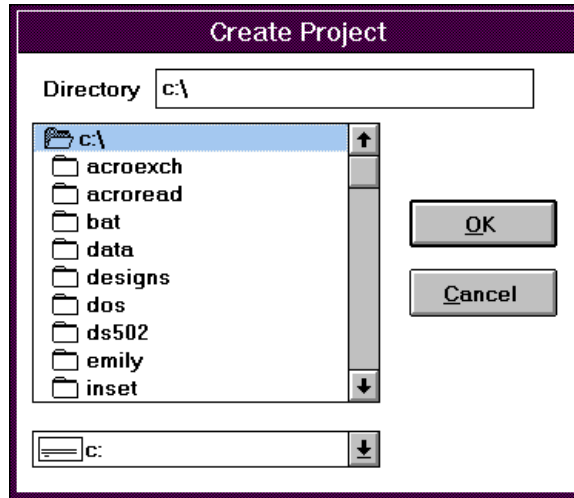 Create Project
Directory c:\
c:\
acroexch
acroread
bat
data
designs
dos
ds502
emily
inset
OK
Cancel
c: